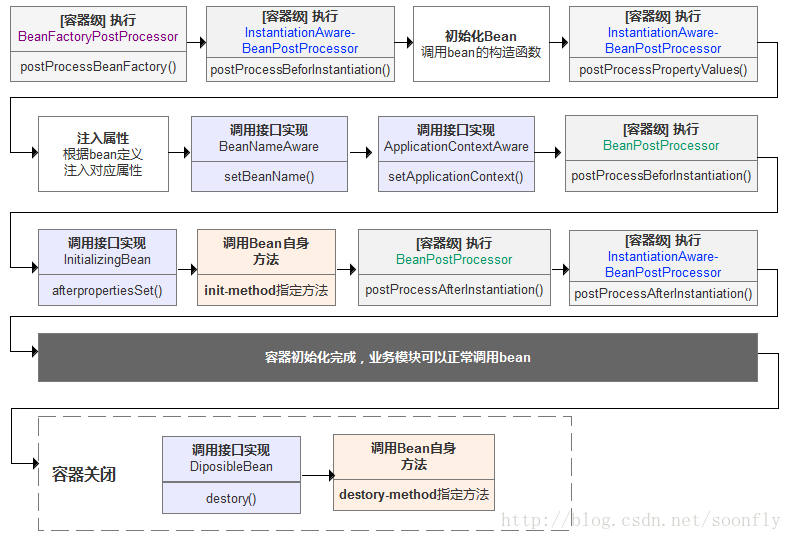 [容器级] 执行
BeanFactoryPostProcessor
postProcessBeanFactory()
[容器级] 执行
InstantiationAware-
BeanPostProcessor
postProcessBeforInstantiation()
初始化Bean
调用bean的构造函数
[容器级] 执行
InstantiationAware-
BeanPostProcessor
postProcessPropertyValues()
注入属性
根据bean定义
注入对应属性
调用接口实现
BeanNameAware
setBeanName()
调用接口实现
ApplicationContextAware
setApplicationContext()
[容器级] 执行
BeanPostProcessor
postProcessBeforInstantiation()
调用接口实现
InitializingBean
afterpropertiesSet()
调用Bean自身
方法
init-method指定方法
[容器级] 执行
BeanPostProcessor
postProcessAfterInstantiation()
[容器级] 执行
InstantiationAware-
BeanPostProcessor
postProcessAfterInstantiation()
容器初始化完成，业务模块可以正常调用bean
容器关闭
调用接口实现
DiposibleBean
destory()
调用Bean自身
方法
destory-method指定方法
http://blog.csdn.net/soonfly